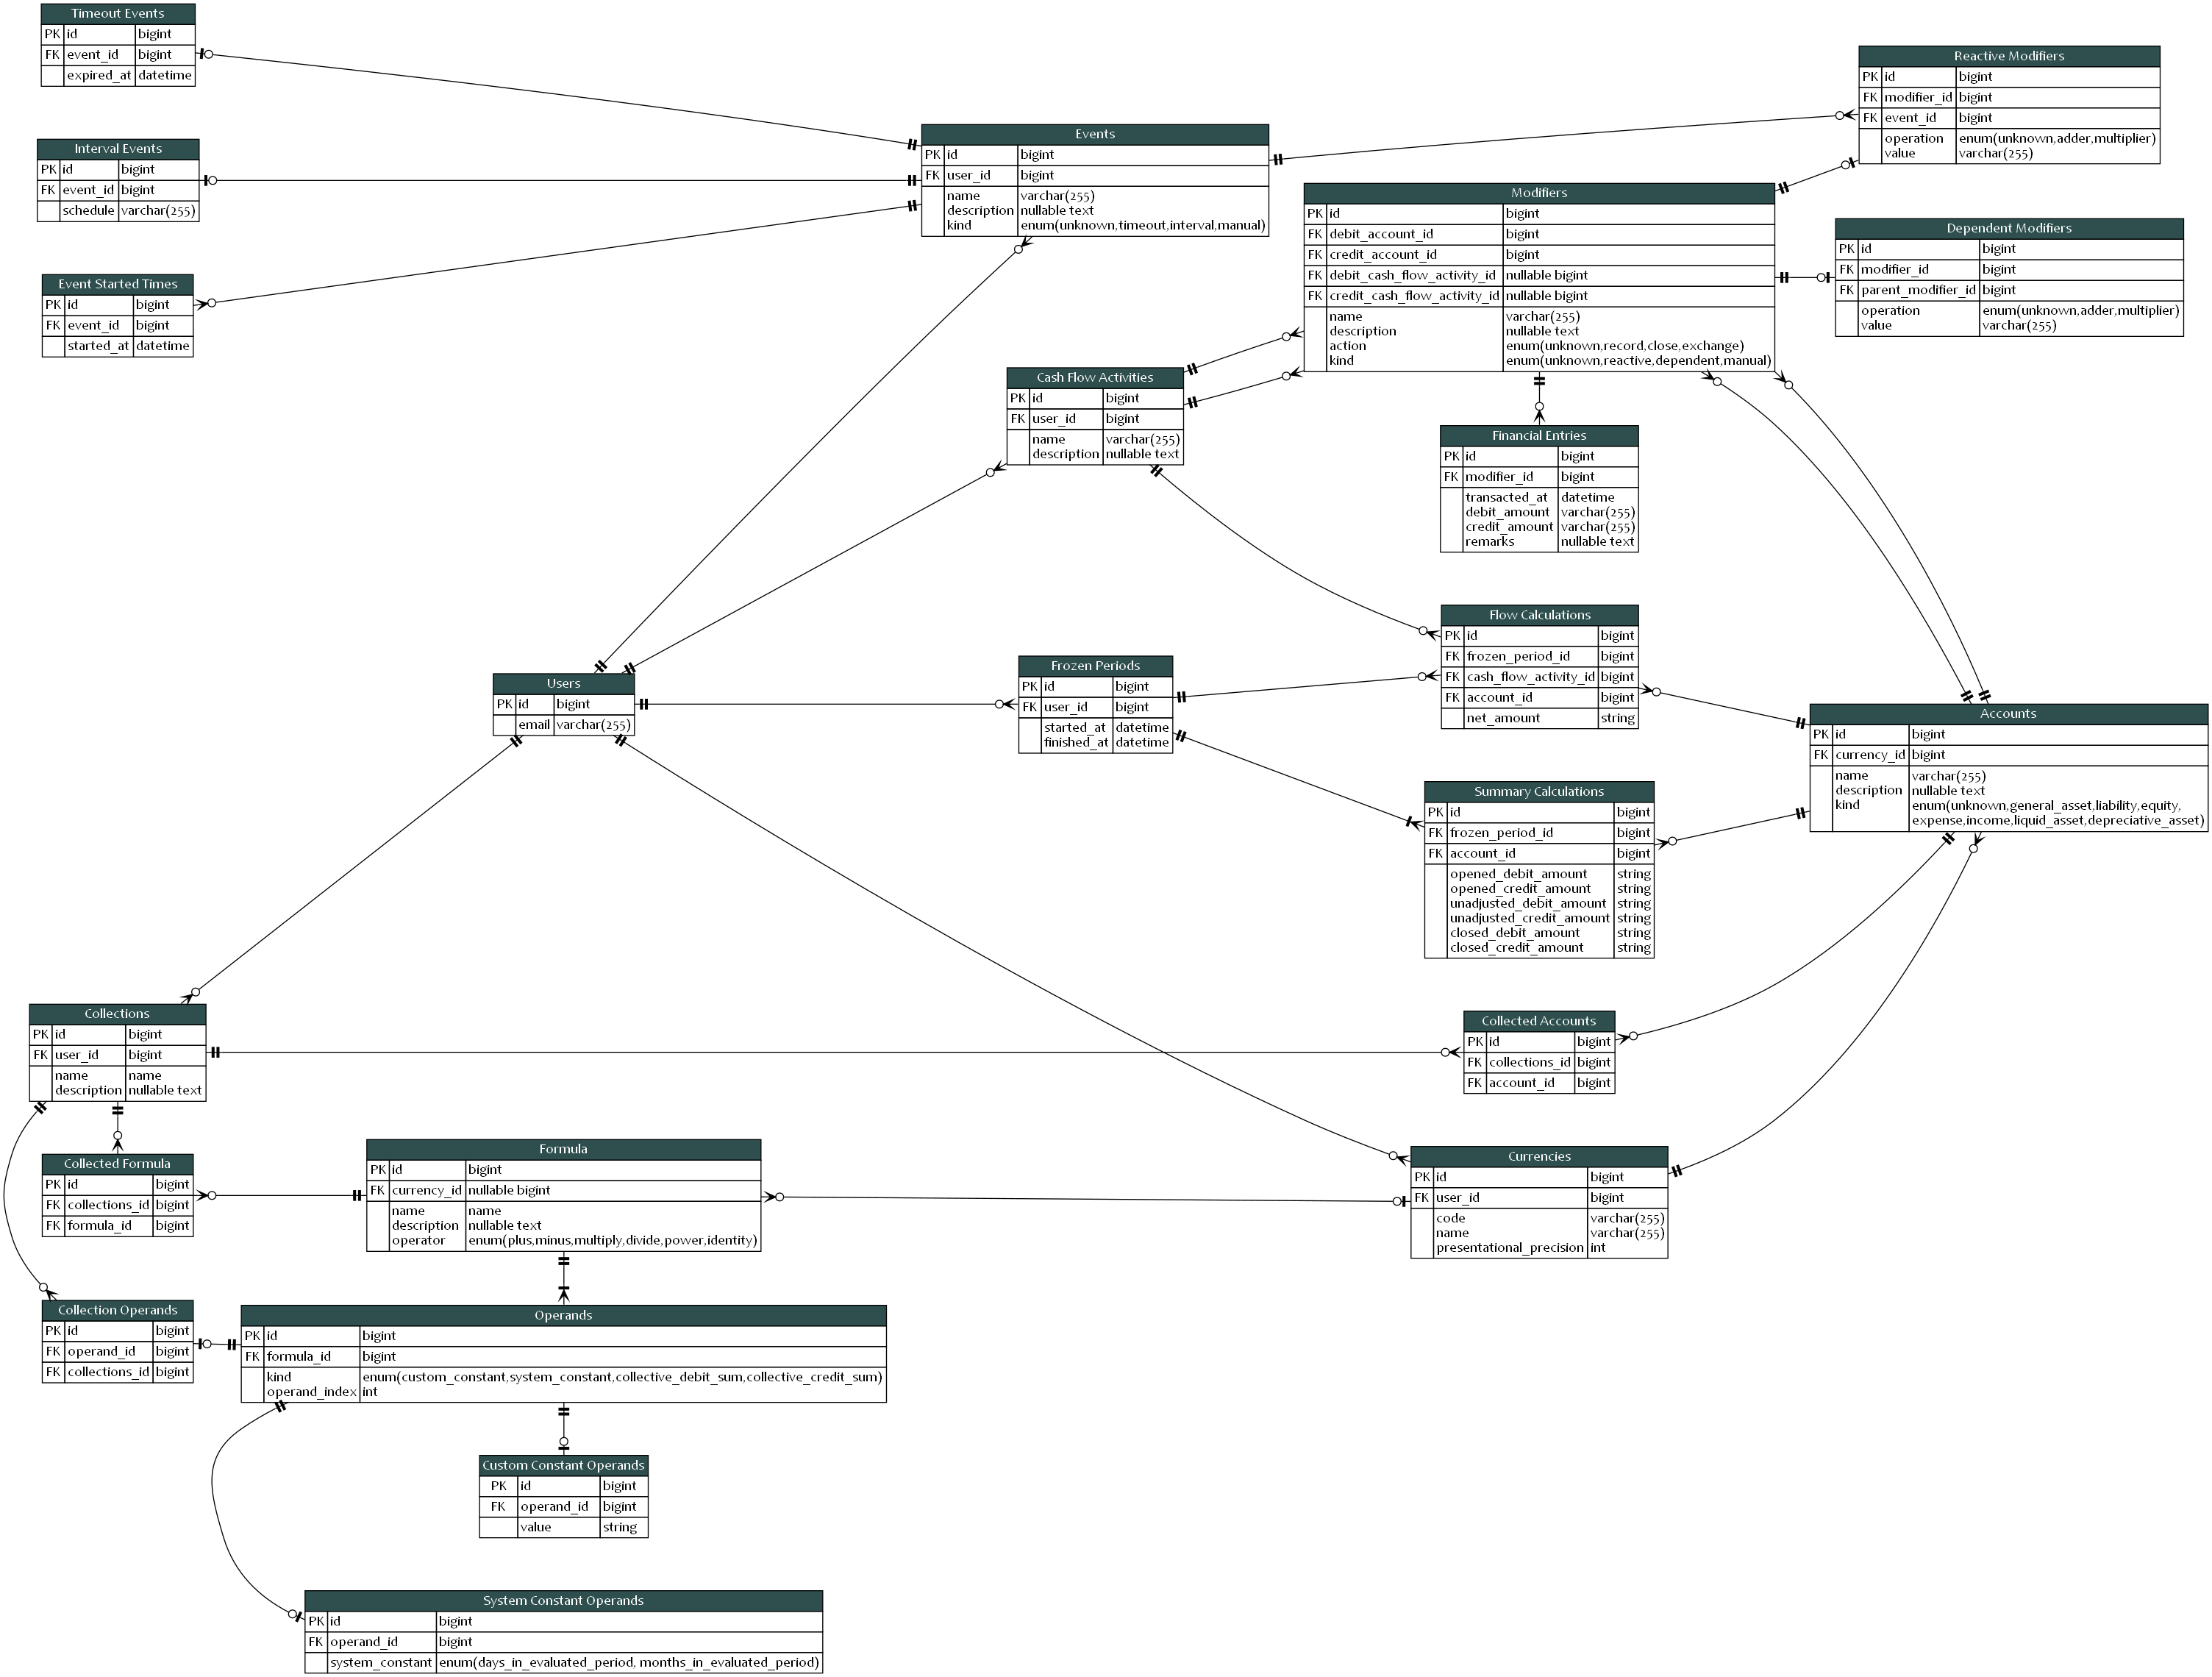 Timeout Events
PK id bigint
FK event_id bigint
expired_at datetime
Interval Events
PK id bigint
FK event_id bigint
schedule varchar(255)
Event Started Times
PK id bigint
FK event_id bigint
started_at datetime
Events
PK id bigint
FK user_id bigint
name varchar(255)
description nullable text
kind enum(unknown,timeout,interval,manual)
Reactive Modifiers
PK id bigint
FK modifier_id bigint
FK event_id bigint
operation enum(unknown,adder,multiplier)
value varchar(255)
Modifiers
PK id bigint
FK debit_account_id bigint
FK credit_account_id bigint
FK debit_cash_flow_activity_id nullable bigint
FK credit_cash_flow_activity_id nullable bigint
name varchar(255)
description nullable text
action enum(unknown,record,close,exchange)
kind enum(unknown,reactive,dependent,manual)
Dependent Modifiers
PK id bigint
FK modifier_id bigint
FK parent_modifier_id bigint
operation enum(unknown,adder,multiplier)
value varchar(255)
Cash Flow Activities
PK id bigint
FK user_id bigint
name varchar(255)
description nullable text
Financial Entries
PK id bigint
FK modifier_id bigint
transacted_at datetime
debit_amount varchar(255)
credit_amount varchar(255)
remarks nullable text
Flow Calculations
PK id bigint
FK frozen_period_id bigint
FK cash_flow_activity_id bigint
FK account_id bigint
net_amount string
Users
PK id bigint
email varchar(255)
Frozen Periods
PK id bigint
FK user_id bigint
started_at datetime
finished_at datetime
Accounts
PK id bigint
FK currency_id bigint
name varchar(255)
description nullable text
kind enum(unknown,general_asset,liability,equity,
expense,income,liquid_asset,depreciative_asset)
Summary Calculations
PK id bigint
FK frozen_period_id bigint
FK account_id bigint
opened_debit_amount string
opened_credit_amount string
unadjusted_debit_amount string
unadjusted_credit_amount string
closed_debit_amount string
closed_credit_amount string
Collections
PK id bigint
FK user_id bigint
name name
description nullable text
Collected Accounts
PK id bigint
FK collections_id bigint
FK account_id bigint
Collected Formula
PK id bigint
FK collections_id bigint
FK formula_id bigint
Formula
PK id bigint
FK currency_id nullable bigint
name name
description nullable text
operator enum(plus,minus,multiply,divide,power,identity)
Currencies
PK id bigint
FK user_id bigint
code varchar(255)
name varchar(255)
presentational_precision int
Collection Operands
PK id bigint
FK operand_id bigint
FK collections_id bigint
Operands
PK id bigint
FK formula_id bigint
kind enum(custom_constant,system_constant,collective_debit_sum,collective_credit_sum)
operand_index int
Custom Constant Operands
PK id bigint
FK operand_id bigint
value string
System Constant Operands
PK id bigint
FK operand_id bigint
system_constant enum(days_in_evaluated_period, months_in_evaluated_period)